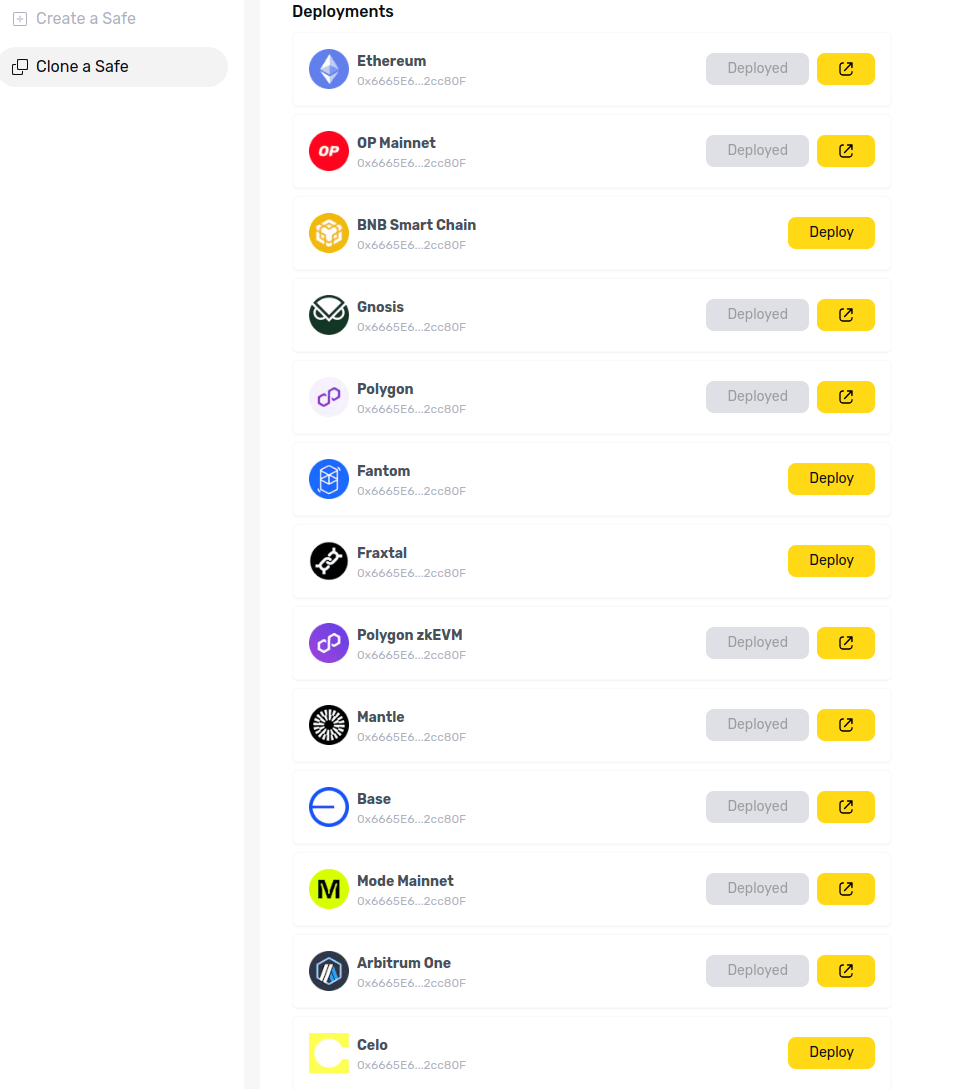 Create a Safe
Clone a Safe
Deployments
Ethereum
0x6665E6...2cc80F
Deployed
OP
OP Mainnet
0x6665E6...2cc80F
Deployed
BNB Smart Chain
0x6665E6...2cc80F
Deploy
Gnosis
0x6665E6...2cc80F
Deployed
Polygon
0x6665E6...2cc80F
Deployed
Fantom
0x6665E6...2cc80F
Deploy
Fraxtal
0x6665E6...2cc80F
Deploy
Polygon zkEVM
0x6665E6...2cc80F
Deployed
Mantle
0x6665E6...2cc80F
Deployed
Base
0x6665E6...2cc80F
Deployed
M
Mode Mainnet
0x6665E6...2cc80F
Deployed
Arbitrum One
0x6665E6...2cc80F
Deployed
Celo
0x6665E6...2cc80F
Deploy